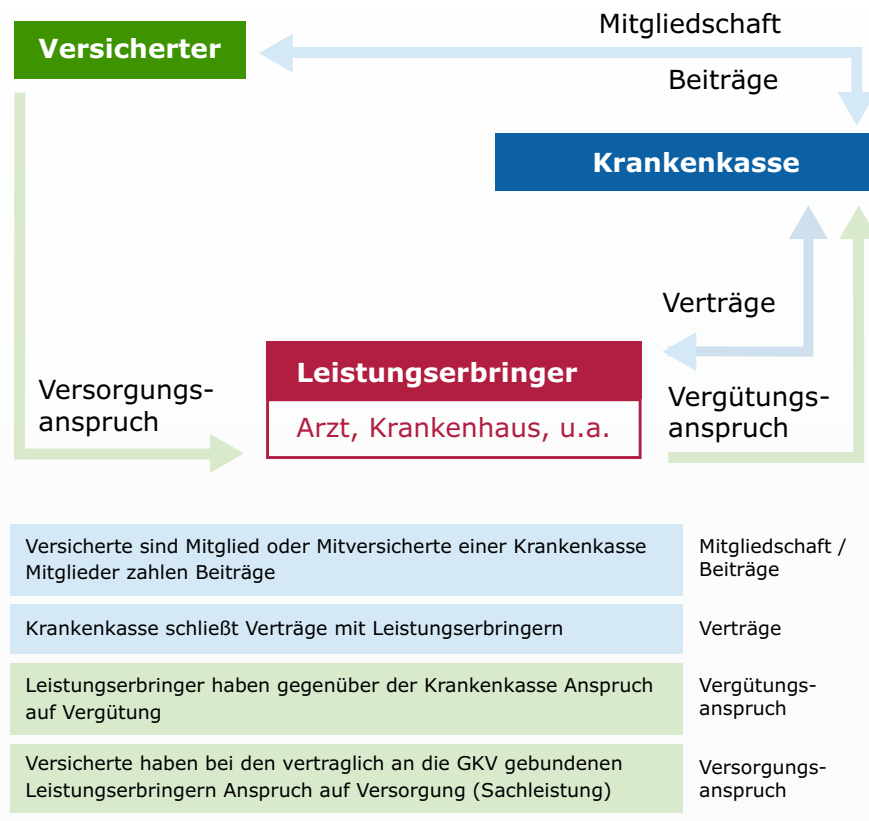 Mitgliedschaft
Versicherter
Beiträge
Krankenkasse
Verträge
Leistungserbringer
Versorgungs-
anspruch
Arzt, Krankenhaus, u.a.
Vergütungs-
anspruch
Versicherte sind Mitglied oder Mitversicherte einer Krankenkasse
Mitglieder zahlen Beiträge
Mitgliedschaft /
Beiträge
Krankenkasse schließt Verträge mit Leistungserbringern
Verträge
Leistungserbringer haben gegenüber der Krankenkasse Anspruch
auf Vergütung
Vergütungs-
anspruch
Versicherte haben bei den vertraglich an die GKV gebundenen
Leistungserbringern Anspruch auf Versorgung (Sachleistung)
Versorgungs-
anspruch